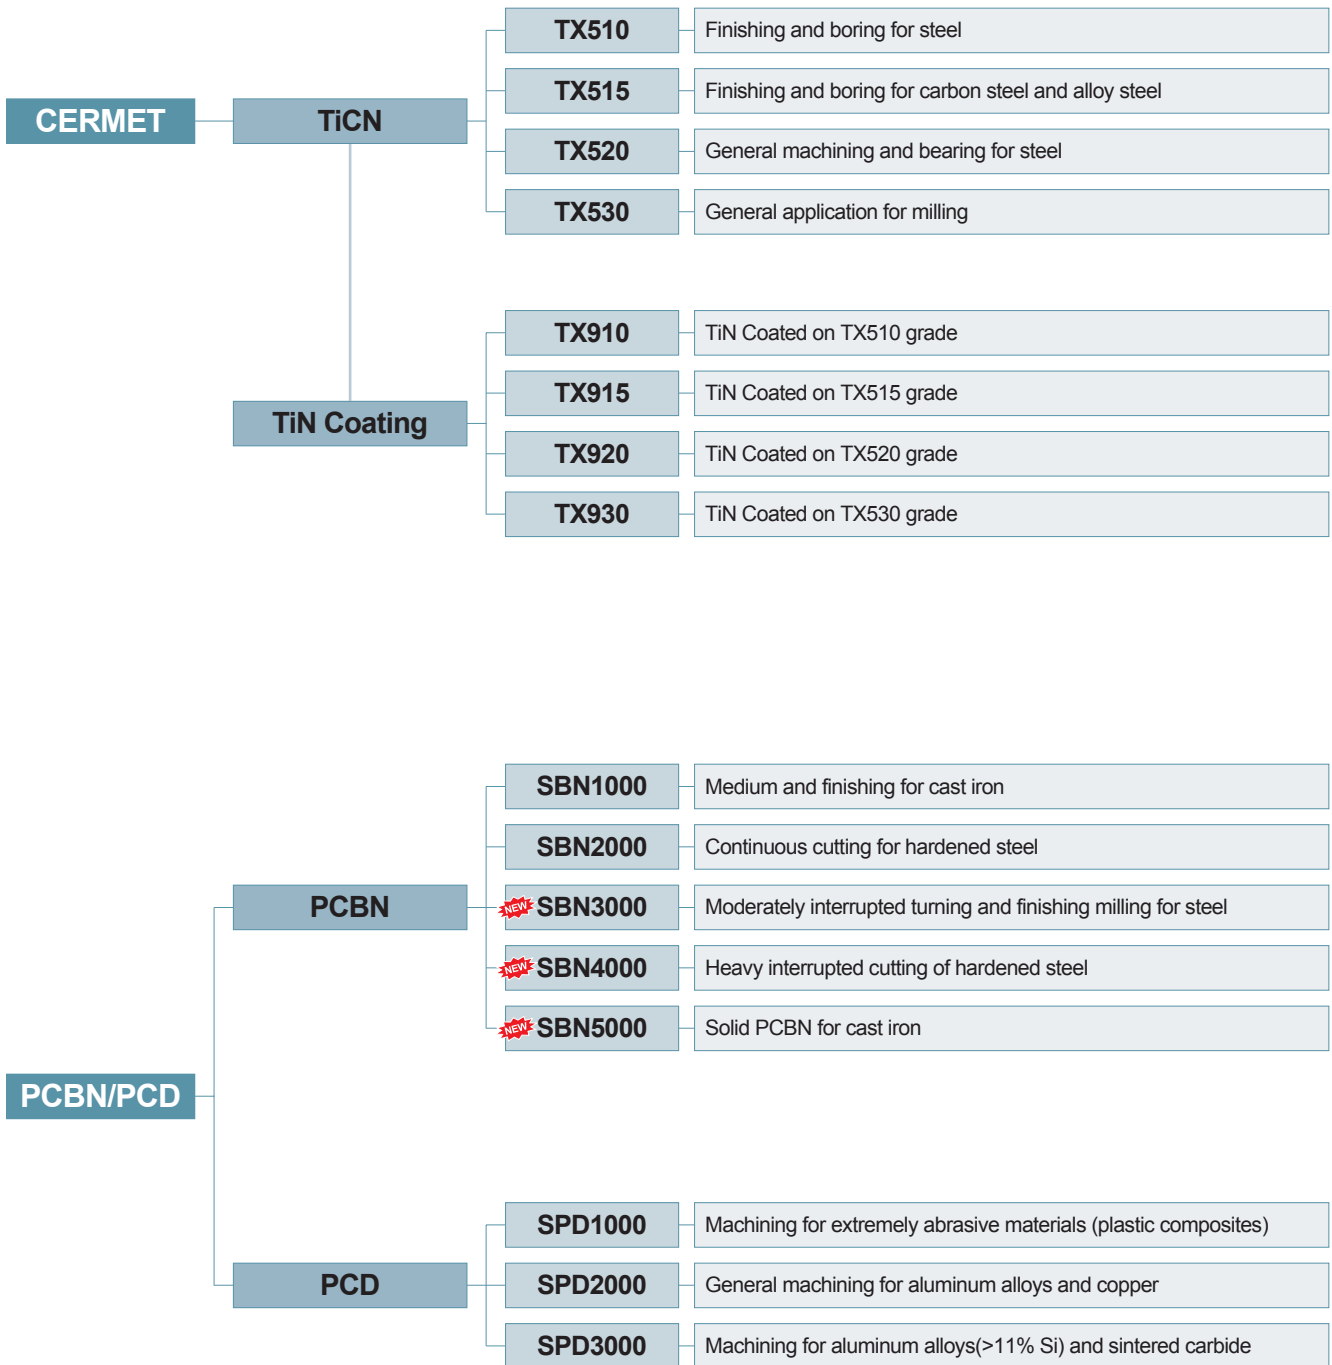 TX510 Finishing and boring for steel
TX515 Finishing and boring for carbon steel and alloy steel
CERMET TiCN
TX520 General machining and bearing for steel
TX530 General application for milling
TX910 TiN Coated on TX510 grade
TX915 TiN Coated on TX515 grade
TiN Coating
TX920 TiN Coated on TX520 grade
TX930 TiN Coated on TX530 grade
SBN1000 Medium and finishing for cast iron
SBN2000 Continuous cutting for hardened steel
PCBN NEW SBN3000 Moderately interrupted turning and finishing milling for steel
NEW SBN4000 Heavy interrupted cutting of hardened steel
NEW SBN5000 Solid PCBN for cast iron
PCBN/PCD
SPD1000 Machining for extremely abrasive materials (plastic composites)
PCD SPD2000 General machining for aluminum alloys and copper
SPD3000 Machining for aluminum alloys(>11% Si) and sintered carbide